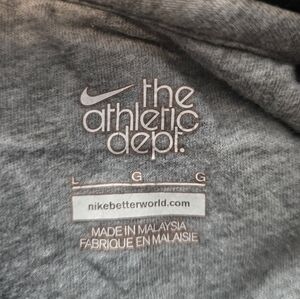 the
athletic
dept.
L G G
nikebetterworld.com
MADE IN MALAYSIA
FABRIQUE EN MALAISIE